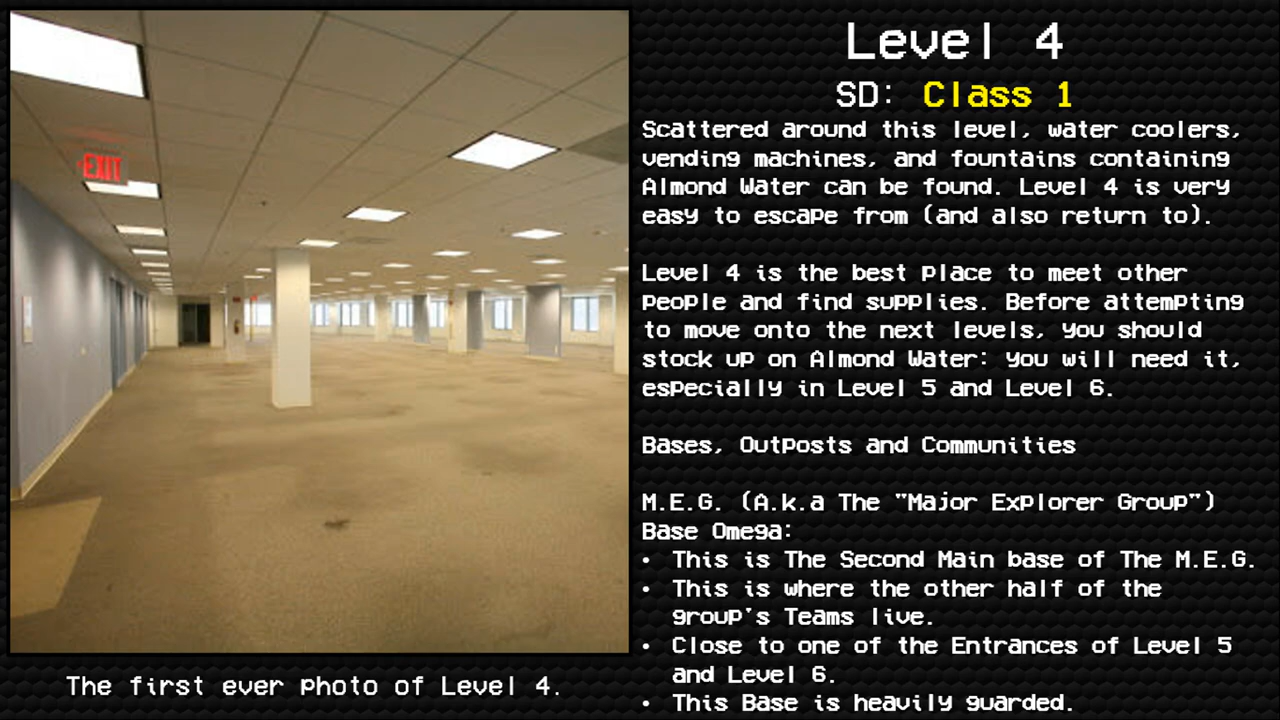 EXIT
The first ever photo of Level 4.
Level 4
SD: Class 1
Scattered around this level, water coolers,
vending machines, and fountains containing
Almond Water can be found. Level 4 is very
easy to escape from (and also return to).
Level 4 is the best place to meet other
people and find supplies. Before attempting
to move onto the next levels, you should
stock up on Almond Water: you will need it,
especially in Level 5 and Level 6.
Bases, Outposts and Communities
M.E.G. (A.k.a The "Major Explorer Group")
Base Omega:
• This is The Second Main base of The M.E.G.
• This is where the other half of the
group's Teams live.
• Close to one of the Entrances of Level 5
and Level 6.
• This Base is heavily guarded.